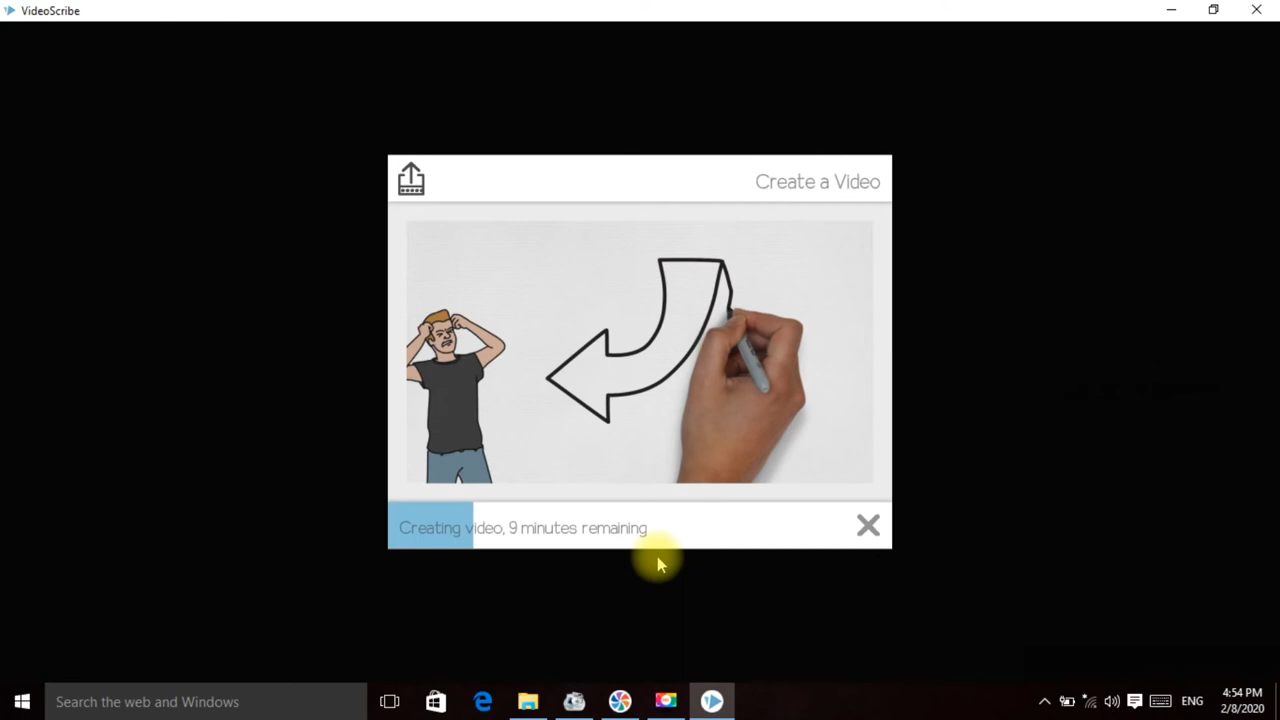 VideoScribe
Create a Video
Creating video, 9 minutes remaining
Search the web and Windows
ENG
4:54 PM
2/8/2020